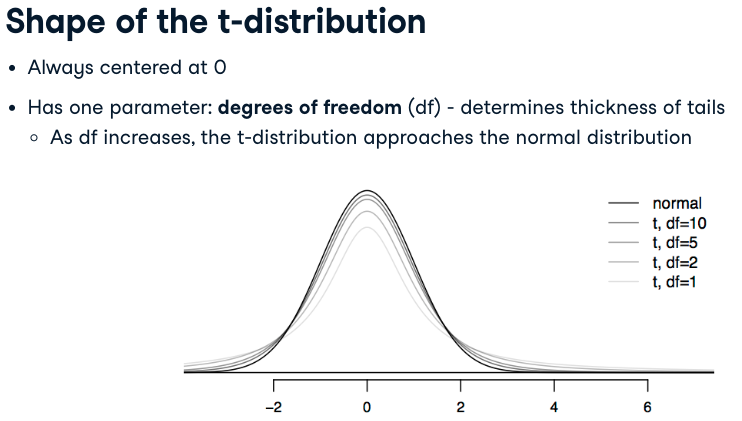 Shape of the t-distribution
• Always centered at 0
• Has one parameter: degrees of freedom (df) - determines thickness of tails
○ As df increases, the t-distribution approaches the normal distribution
normal
t, df=10
t, df=5
t, df=2
t, df=1
−2 0 2 4 6